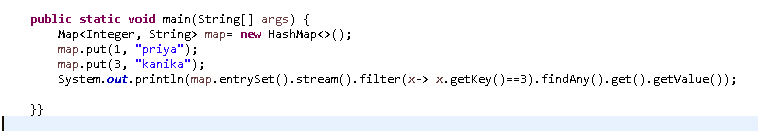 public static void main(String[] args) {
Map<Integer, String> map= new HashMap<>();
map.put(1, "priya");
map.put(3, "kanika");
System.out.println(map.entrySet().stream().filter(x-> x.getKey()==3).findAny().get().getValue());
}}